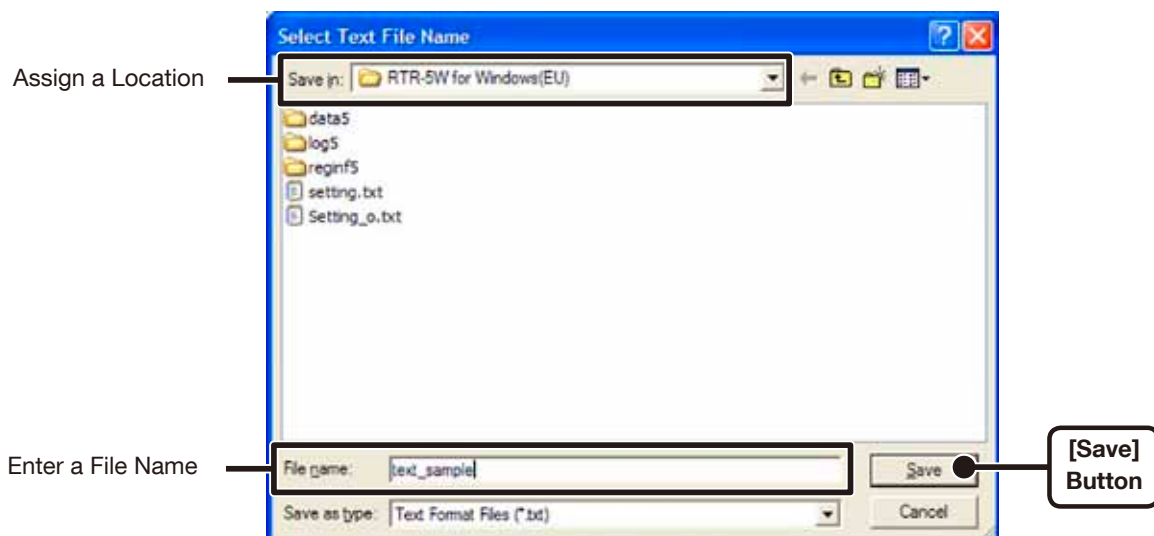 Select Text File Name
Assign a Location
Save in: RTR-5W for Windows(EU)
data5
log5
reginf5
setting.txt
Setting_o.txt
Enter a File Name
File name: text_sample
Save
[Save]
Button
Save as type: Text Format Files (*.txt)
Cancel